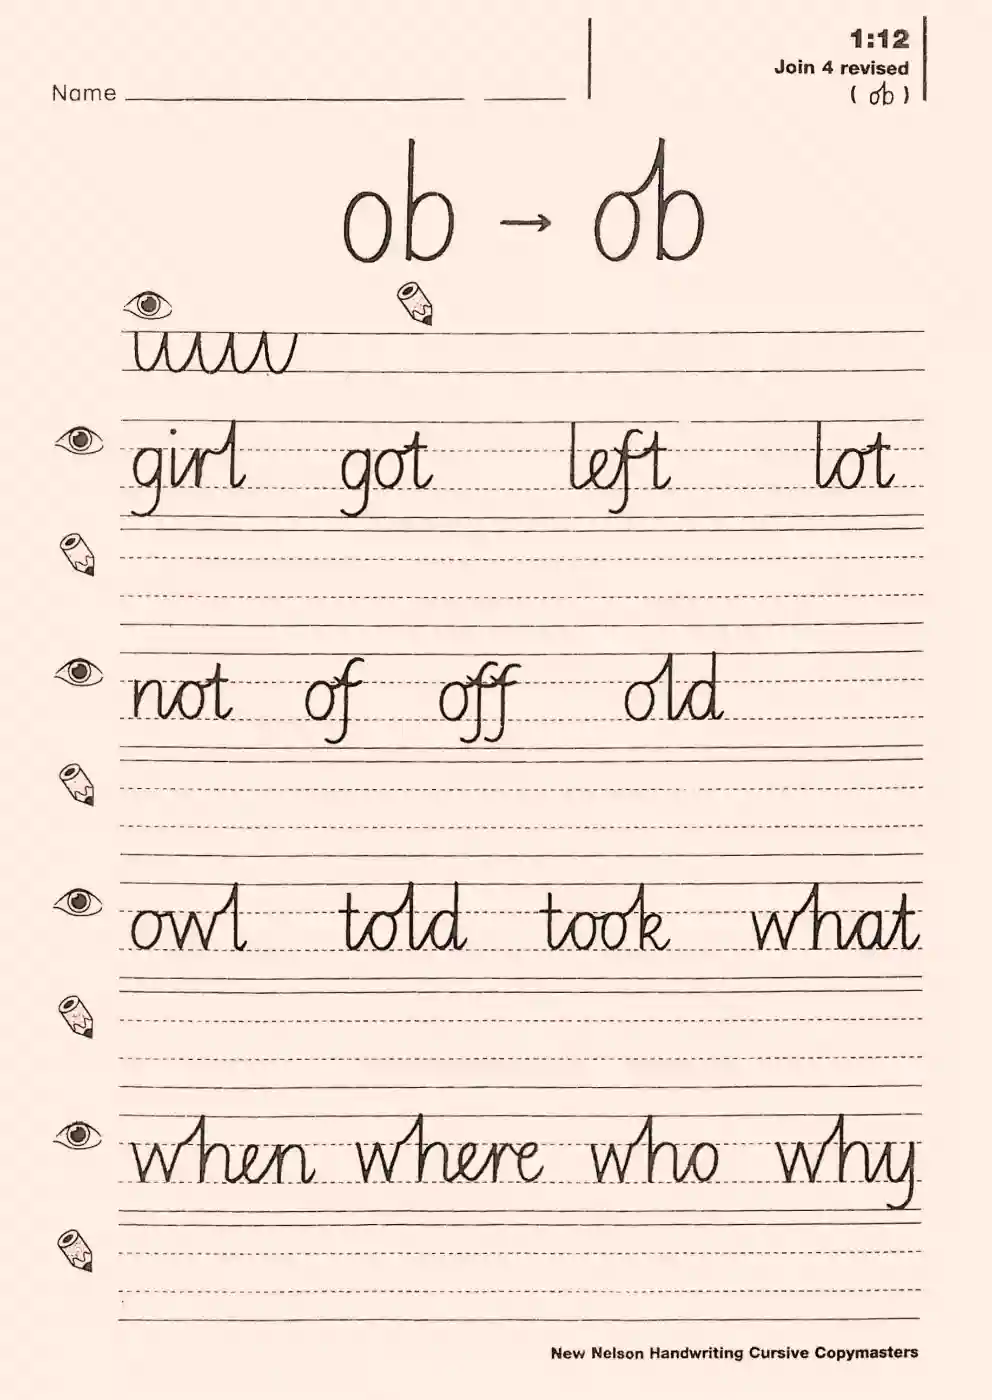 1:12
Join 4 revised
Name
( ob )
ob → ob
girl got left lot
not of off old
owl told took what
when where who why
New Nelson Handwriting Cursive Copymasters